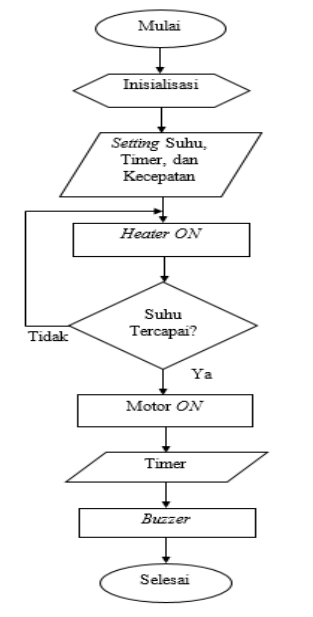 Mulai
Inisialisasi
Setting Suhu,
Timer, dan
Kecepatan
Heater ON
Suhu
Tercapai?
Tidak
Ya
Motor ON
Timer
Buzzer
Selesai